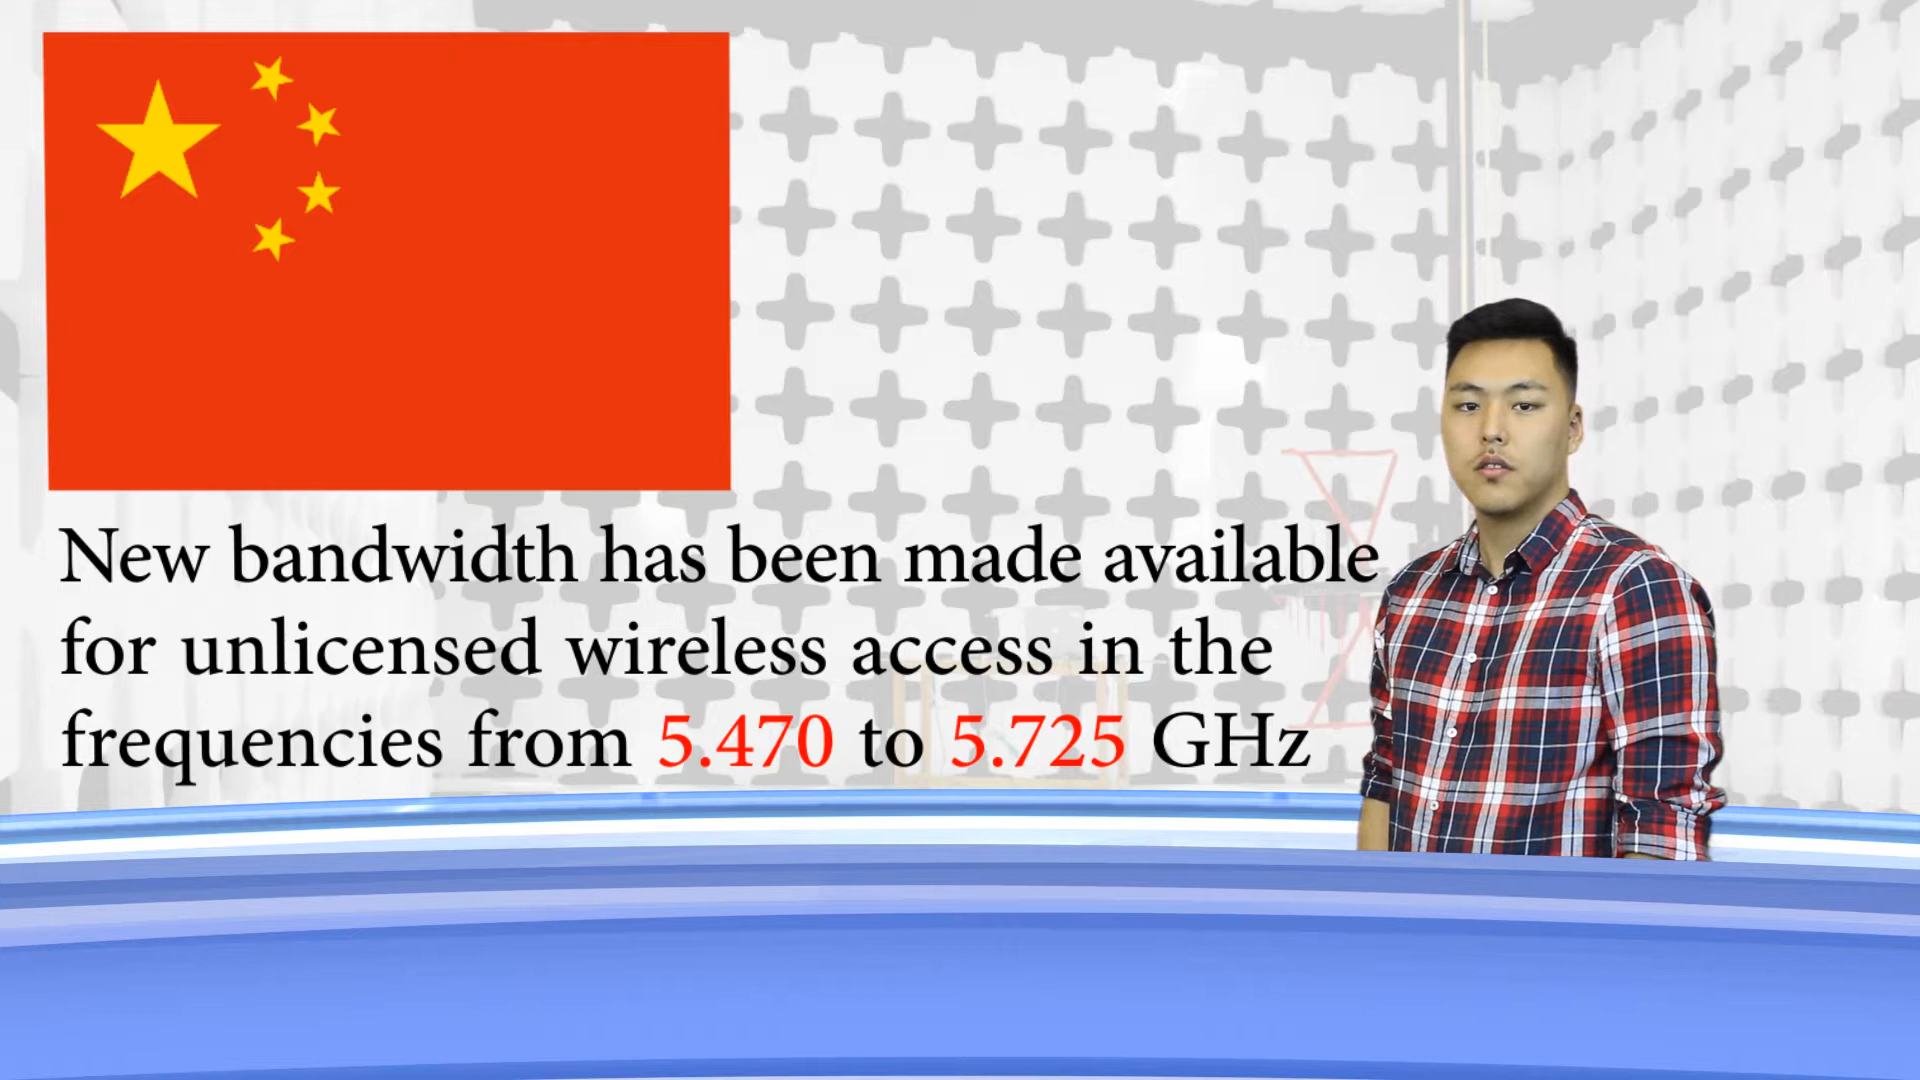 New bandwidth has been made available
for unlicensed wireless access in the
frequencies from 5.470 to 5.725 GHz